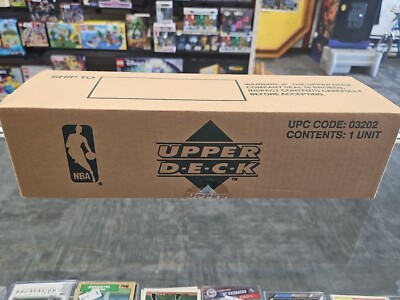 SHIP TO
WARNING: IF THE UPPER DECK
COMPANY SEAL IS BROKEN,
INSPECT CONTENTS CAREFULLY
BEFORE ACCEPTING.
UPC CODE: 03202
CONTENTS: 1 UNIT
NBA
UPPER
D·E·C·K
TM